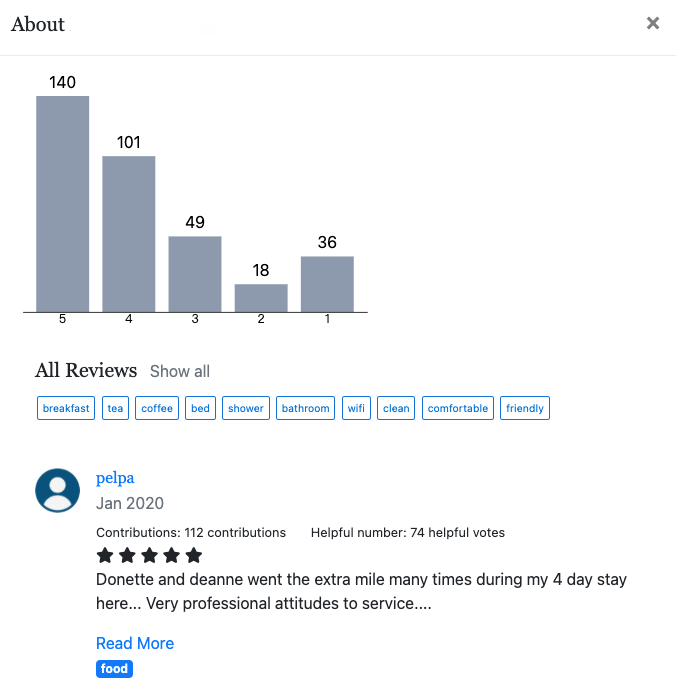 About ×
140
101
49
18
36
5 4 3 2 1
All Reviews Show all
breakfast tea coffee bed shower bathroom wifi clean comfortable friendly
pelpa
Jan 2020
Contributions: 112 contributions Helpful number: 74 helpful votes
Donette and deanne went the extra mile many times during my 4 day stay
here... Very professional attitudes to service....
Read More
food